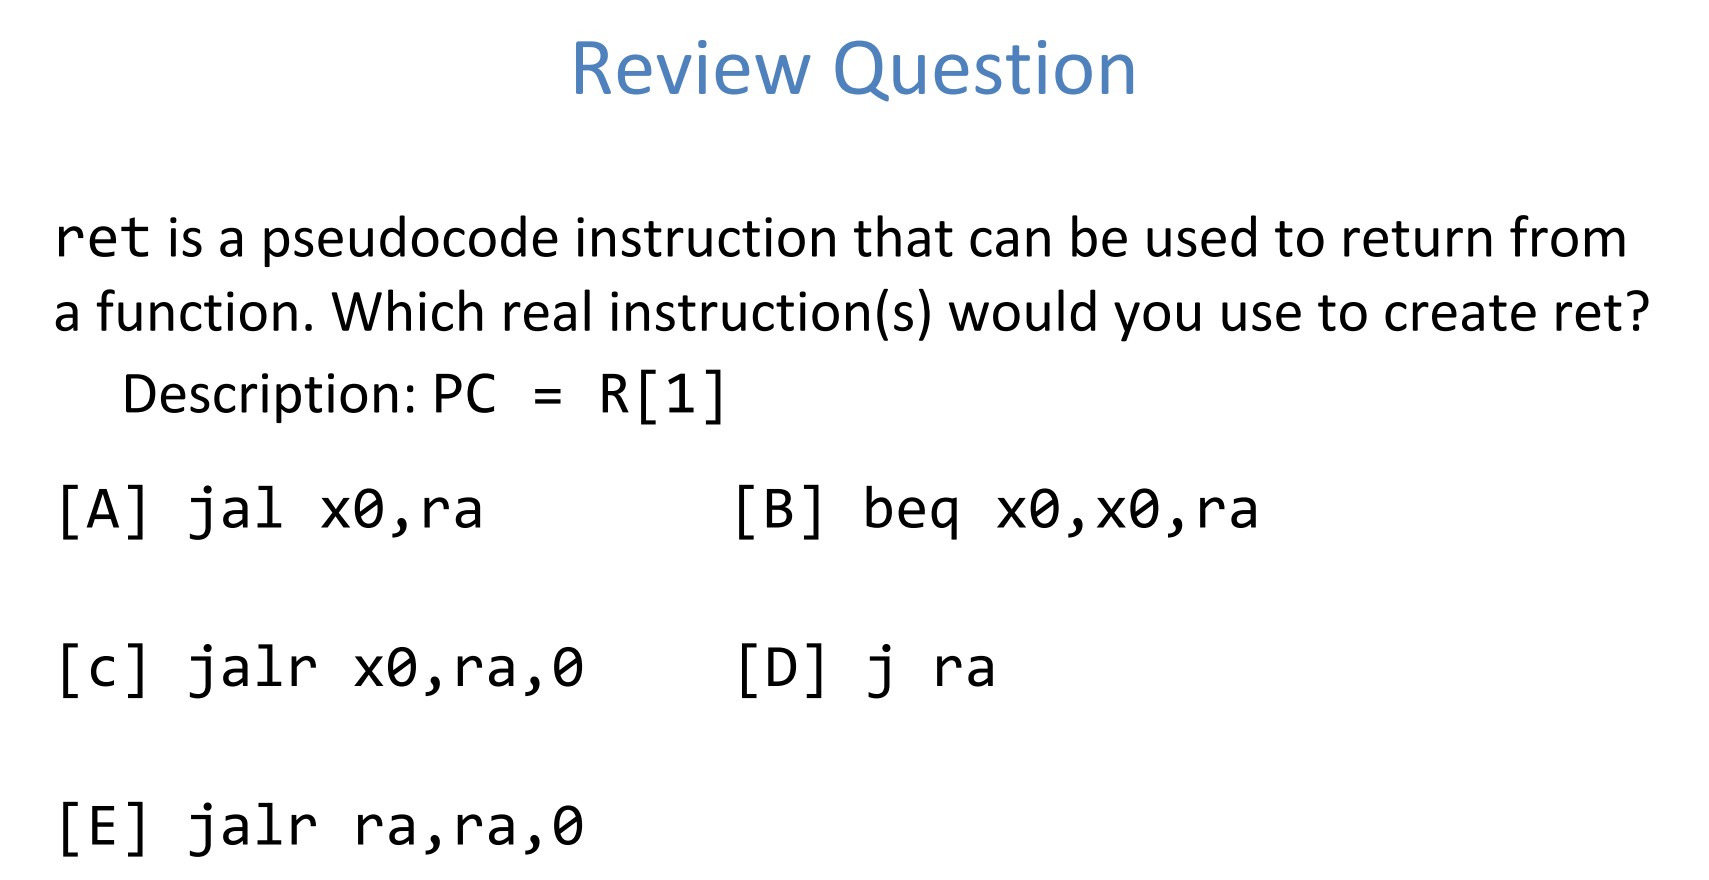 Review Question
ret is a pseudocode instruction that can be used to return from
a function. Which real instruction(s) would you use to create ret?
Description: PC = R[1]
[A] jal x0,ra [B] beq x0,x0,ra
[c] jalr x0,ra,0 [D] j ra
[E] jalr ra,ra,0